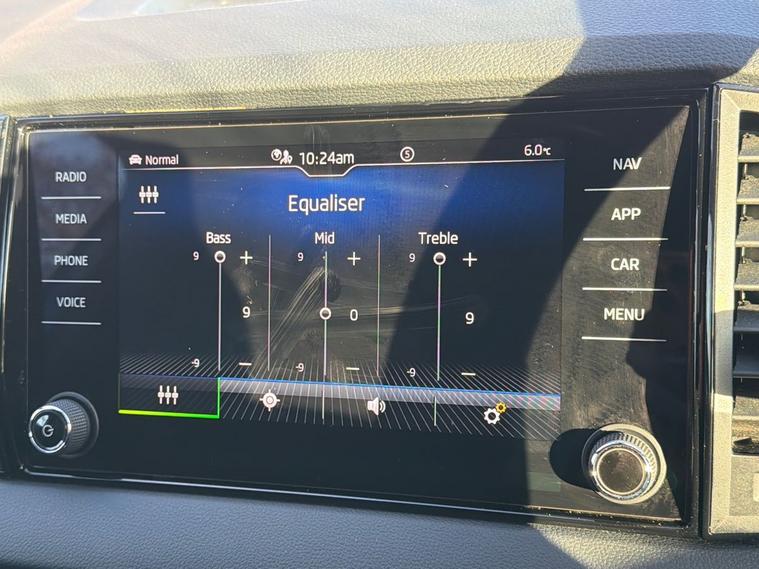 Normal 10:24am S 6.0°C
RADIO
MEDIA
PHONE
VOICE
Equaliser
Bass Mid Treble
9 + 9 + 9 +
9 0 9
-9 − -9 − -9 −
NAV
APP
CAR
MENU